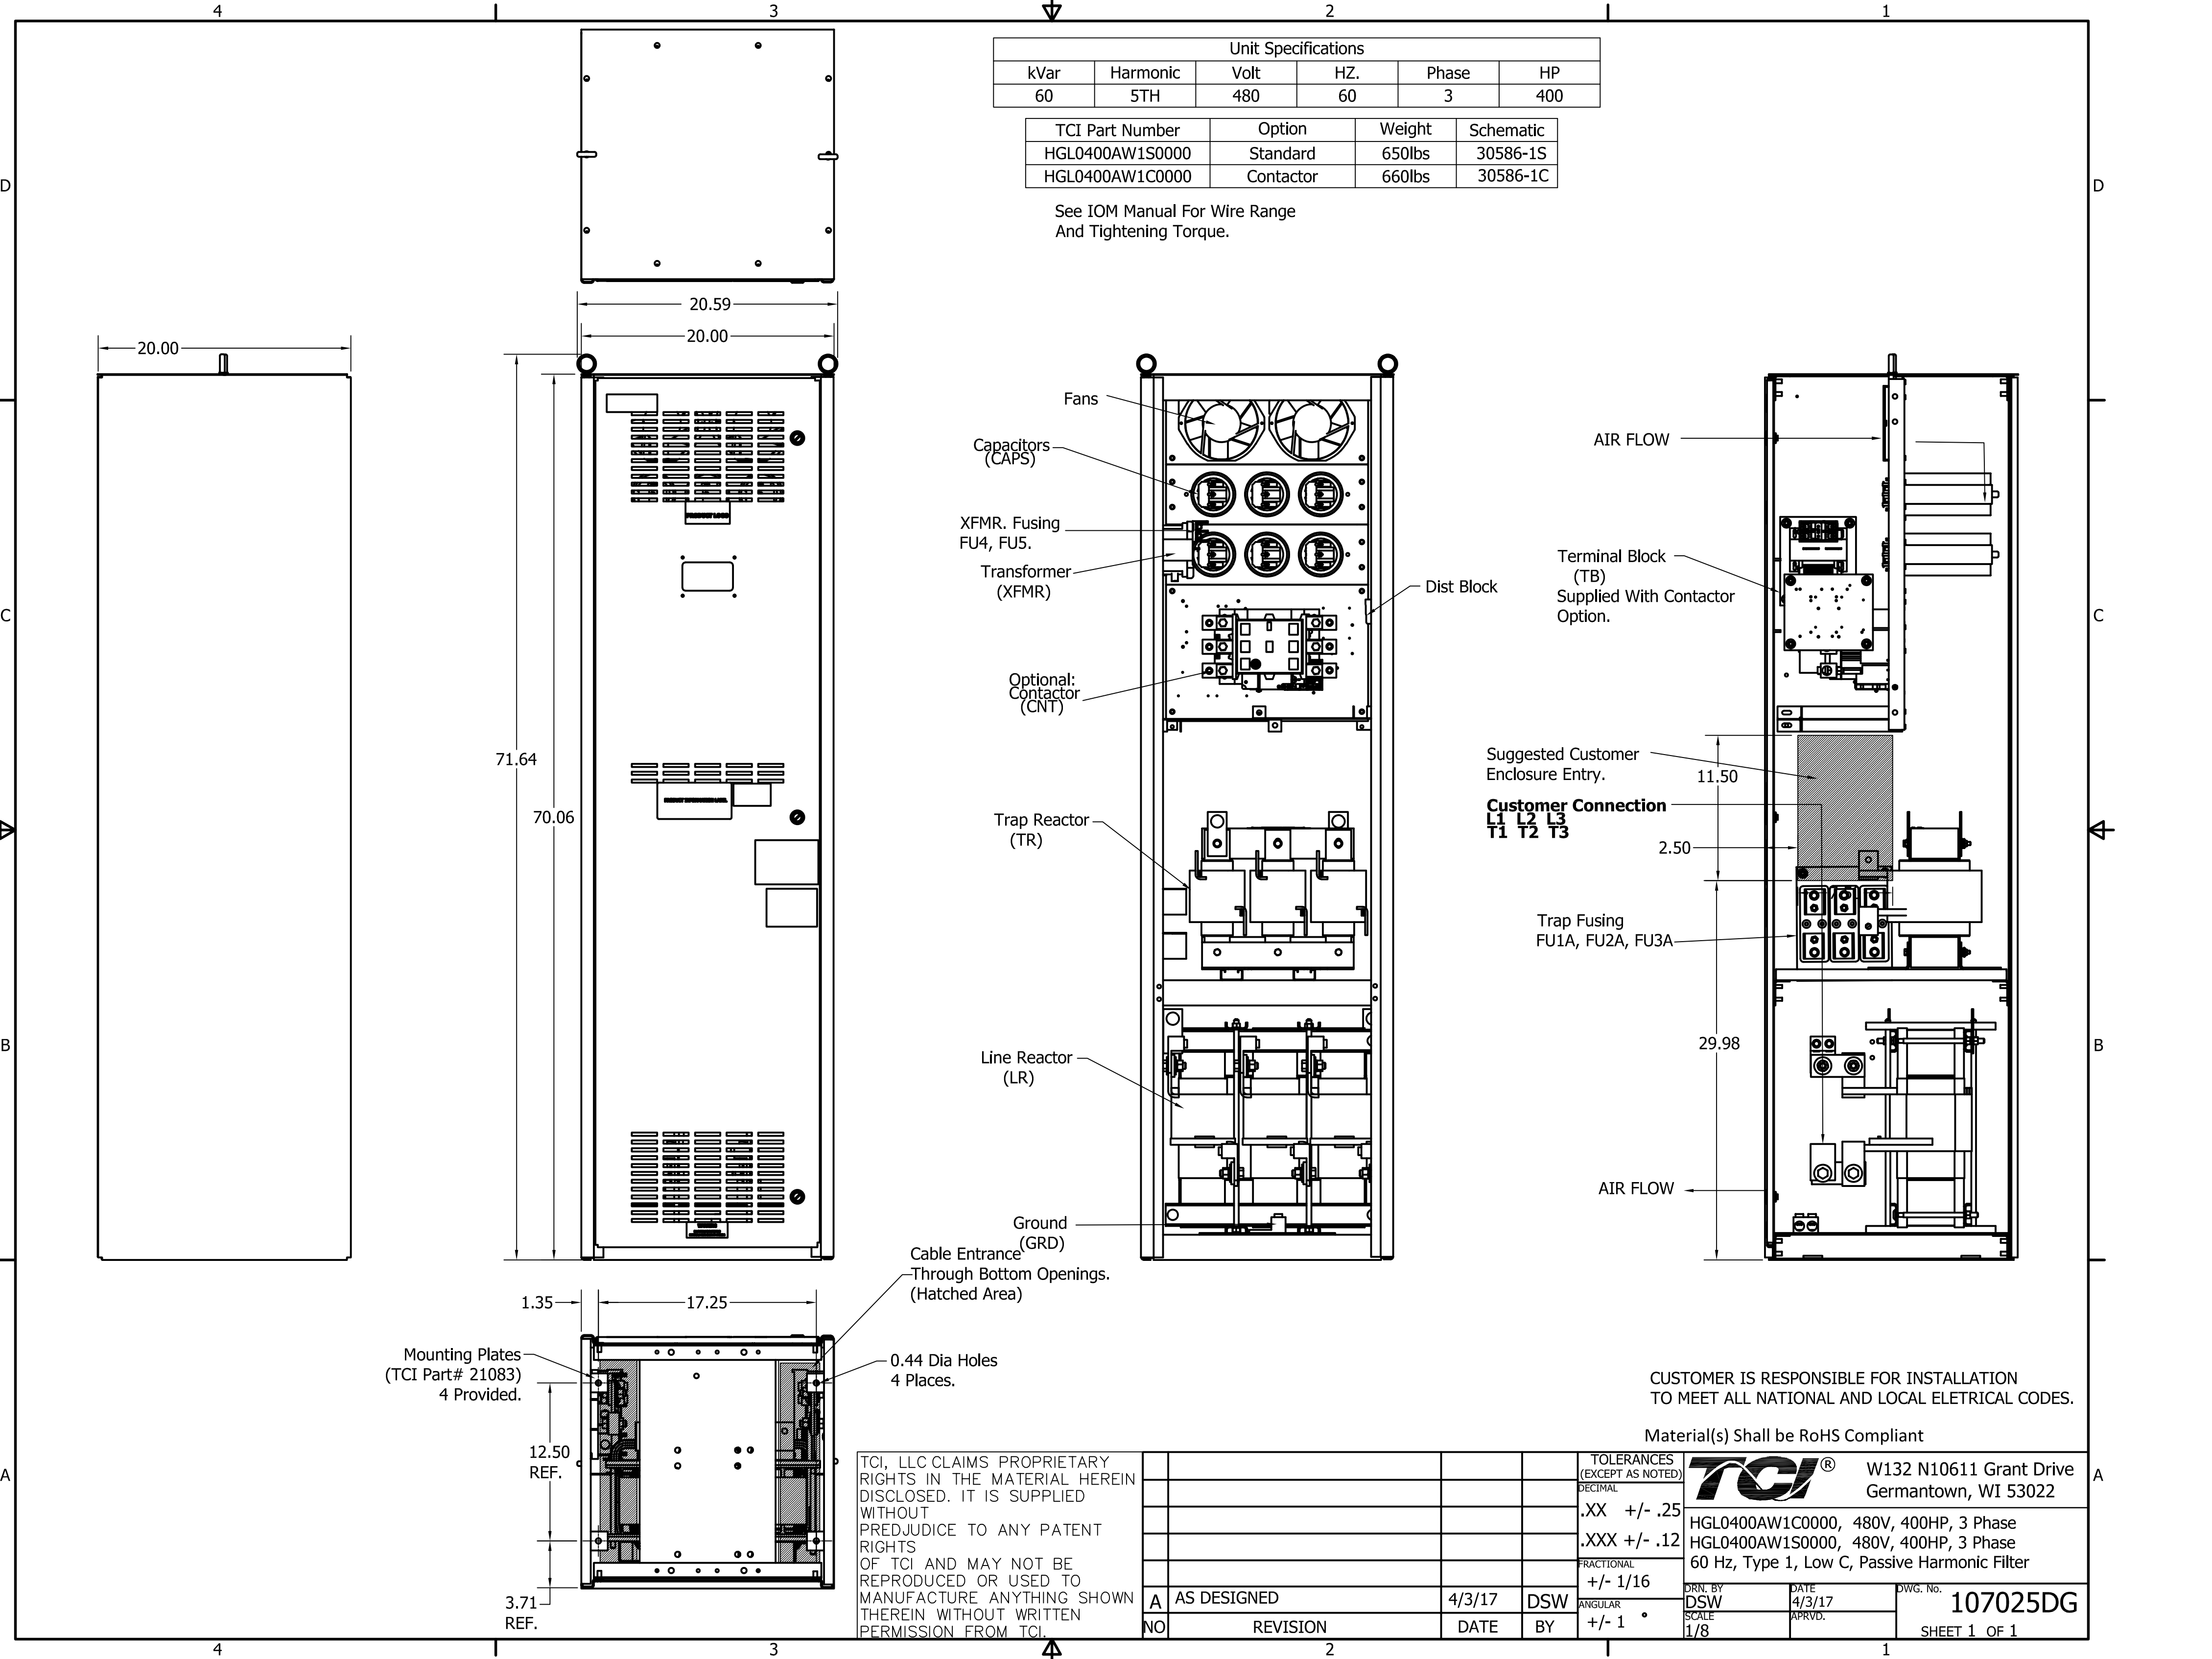 4
3
2
1
Unit Specifications
kVar Harmonic Volt HZ. Phase HP
60 5TH 480 60 3 400
TCI Part Number Option Weight Schematic
HGL0400AW1S0000 Standard 650lbs 30586-1S
HGL0400AW1C0000 Contactor 660lbs 30586-1C
See IOM Manual For Wire Range
And Tightening Torque.
D
D
20.59
20.00
20.00
71.64
70.06
PRODUCT LOGO
Fans
Capacitors
(CAPS)
XFMR. Fusing
FU4, FU5.
Transformer
(XFMR)
Dist Block
Optional:
Contactor
(CNT)
Trap Reactor
(TR)
Line Reactor
(LR)
Ground
(GRD)
AIR FLOW
Terminal Block
(TB)
Supplied With Contactor
Option.
C
C
Suggested Customer
Enclosure Entry.
11.50
Customer Connection
L1 L2 L3
T1 T2 T3
2.50
Trap Fusing
FU1A, FU2A, FU3A
29.98
AIR FLOW
B
B
Cable Entrance
Through Bottom Openings.
(Hatched Area)
1.35
17.25
Mounting Plates
(TCI Part# 21083)
4 Provided.
0.44 Dia Holes
4 Places.
12.50
REF.
3.71
REF.
CUSTOMER IS RESPONSIBLE FOR INSTALLATION
TO MEET ALL NATIONAL AND LOCAL ELETRICAL CODES.
Material(s) Shall be RoHS Compliant
A
A
TCI, LLC CLAIMS PROPRIETARY
RIGHTS IN THE MATERIAL HEREIN
DISCLOSED. IT IS SUPPLIED
WITHOUT
PREDJUDICE TO ANY PATENT
RIGHTS
OF TCI AND MAY NOT BE
REPRODUCED OR USED TO
MANUFACTURE ANYTHING SHOWN
THEREIN WITHOUT WRITTEN
PERMISSION FROM TCI.
A AS DESIGNED 4/3/17 DSW
NO REVISION DATE BY
TOLERANCES
(EXCEPT AS NOTED)
DECIMAL
.XX +/- .25
.XXX +/- .12
FRACTIONAL
+/- 1/16
ANGULAR
+/- 1 °
TCI®
W132 N10611 Grant Drive
Germantown, WI 53022
HGL0400AW1C0000, 480V, 400HP, 3 Phase
HGL0400AW1S0000, 480V, 400HP, 3 Phase
60 Hz, Type 1, Low C, Passive Harmonic Filter
DRN. BY
DSW
DATE
4/3/17
DWG. No.
107025DG
SCALE
1/8
APRVD.
SHEET 1 OF 1
4
3
2
1